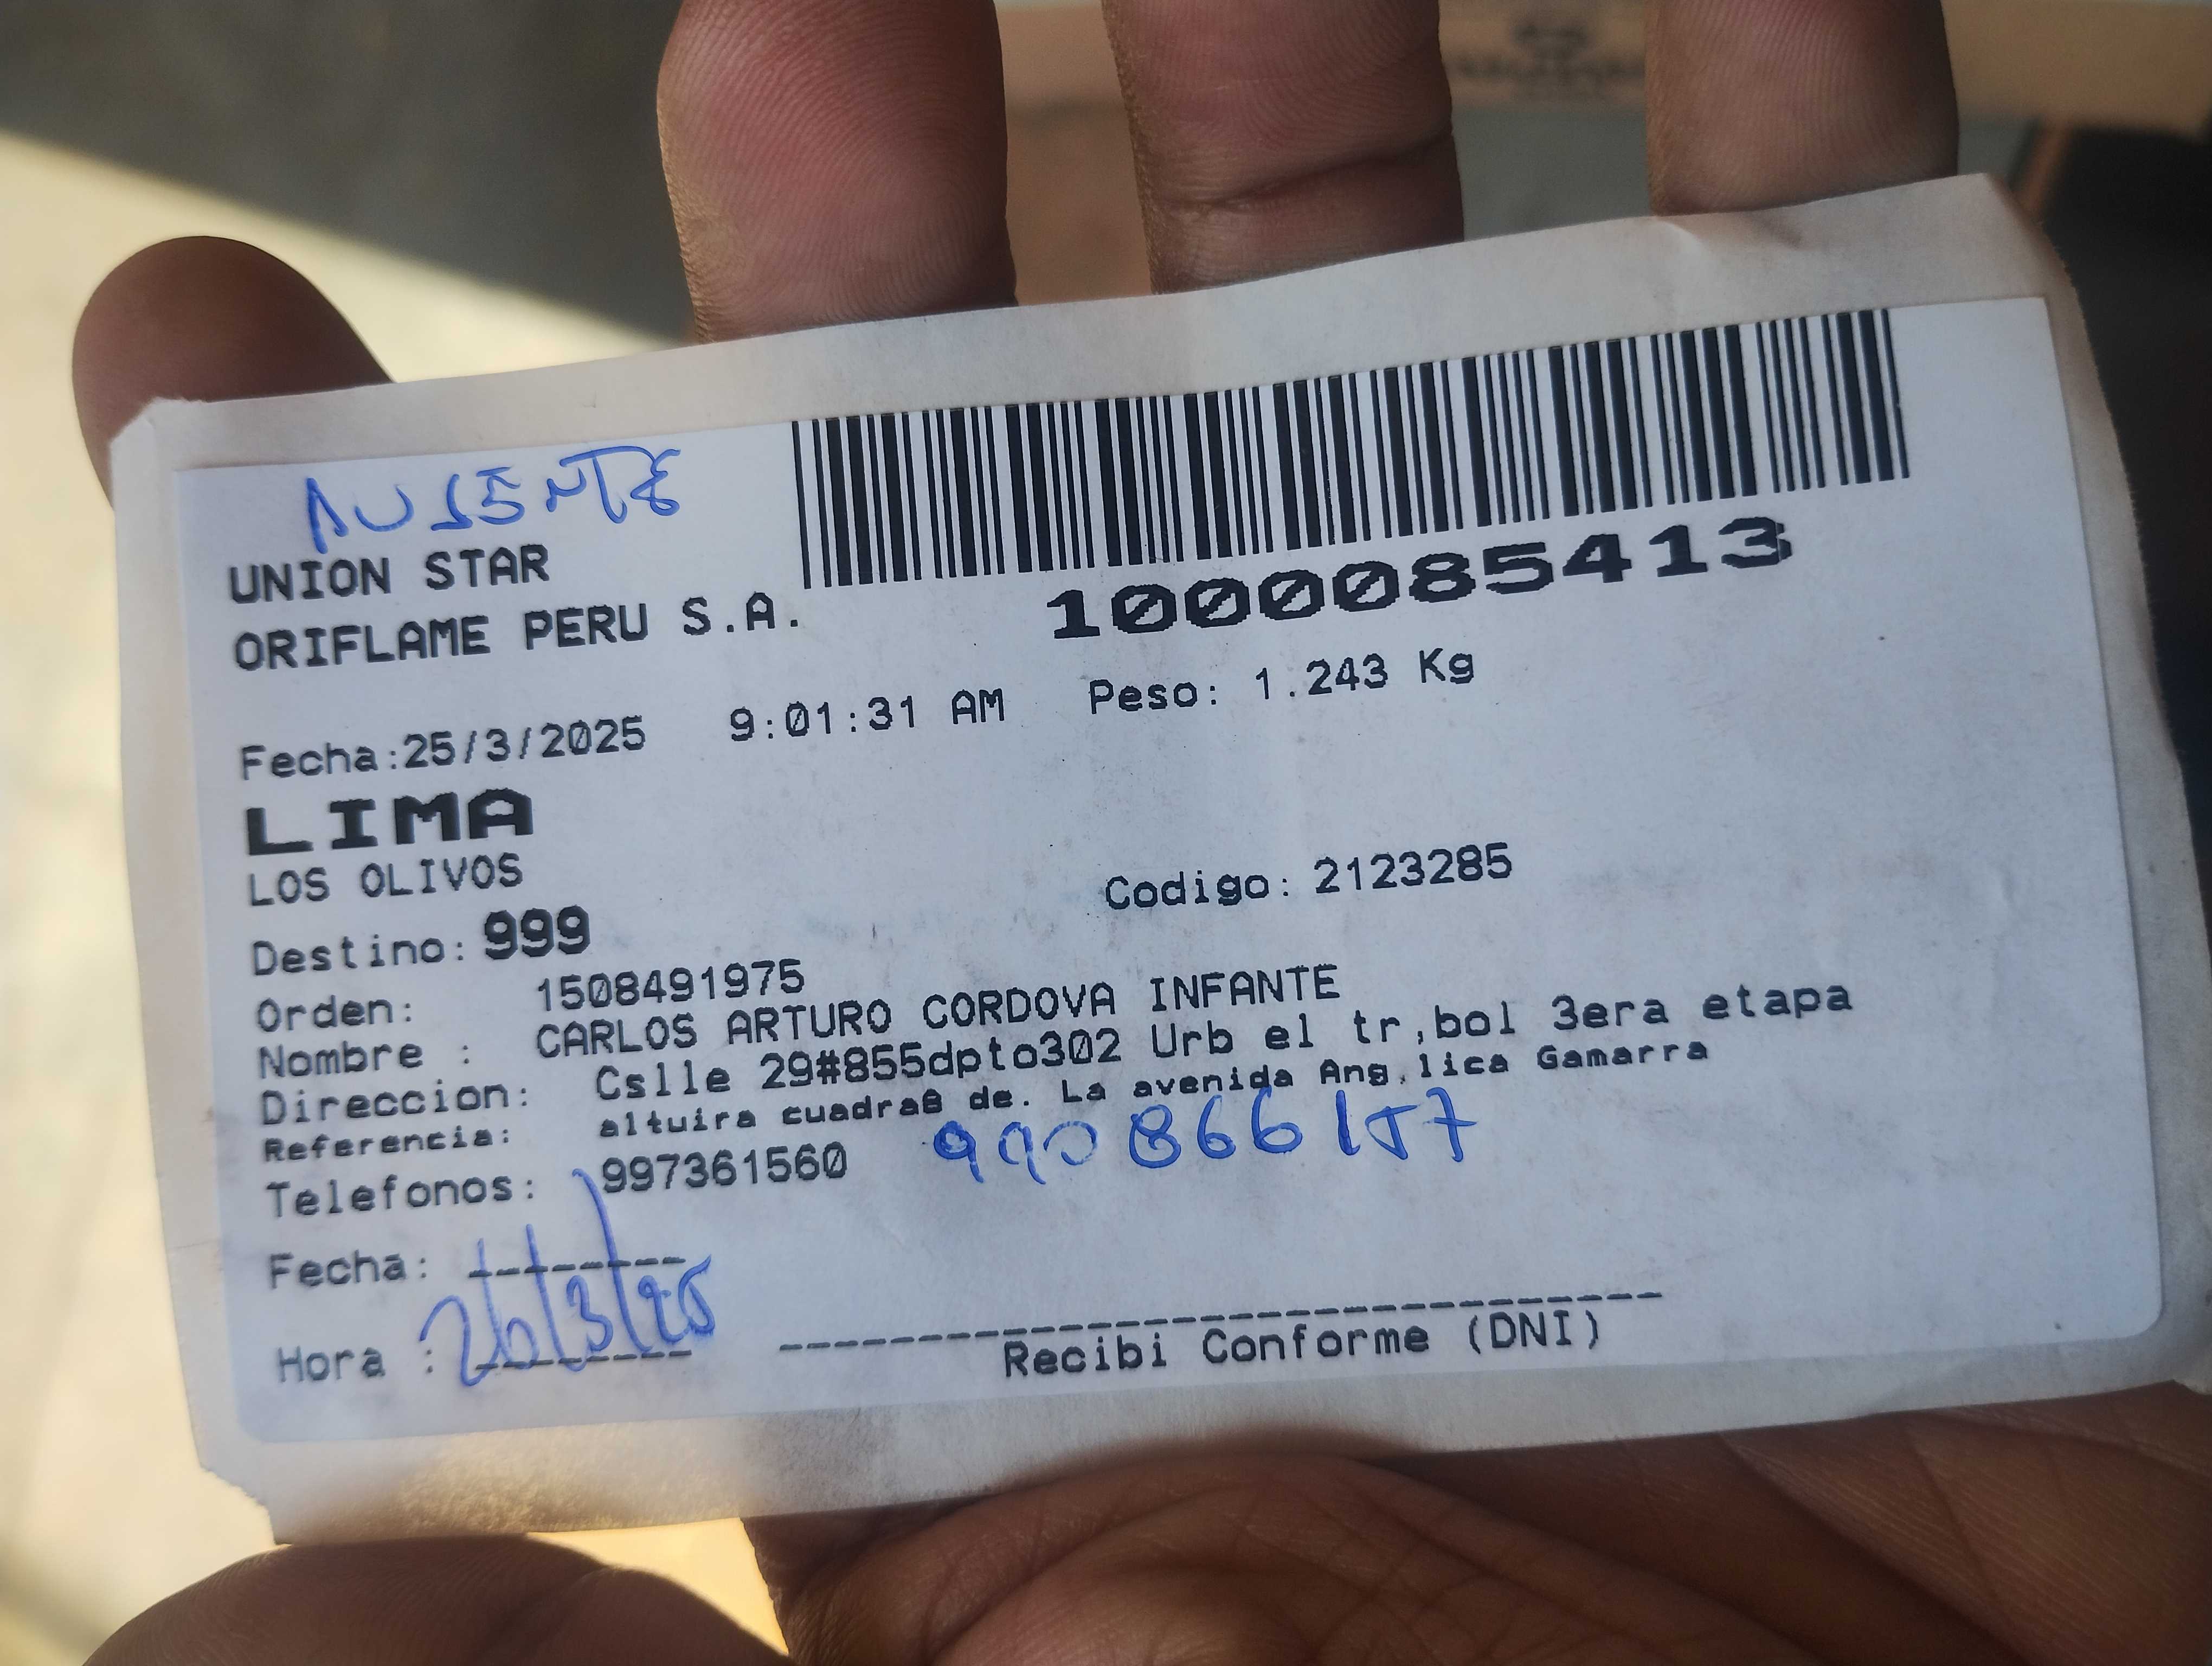 AUSENTE
UNION STAR
ORIFLAME PERU S.A.
1000085413
Fecha:25/3/2025 9:01:31 AM Peso: 1.243 Kg
LIMA
LOS OLIVOS
Codigo: 2123285
Destino: 999
Orden: 1508491975
Nombre : CARLOS ARTURO CORDOVA INFANTE
Direccion: Cslle 29#855dpto302 Urb el tr,bol 3era etapa
Referencia: altuira cuadra8 de. La avenida Ang,lica Gamarra
Telefonos: 997361560 990866157
Fecha:
26/3/25
Hora :
Recibi Conforme (DNI)